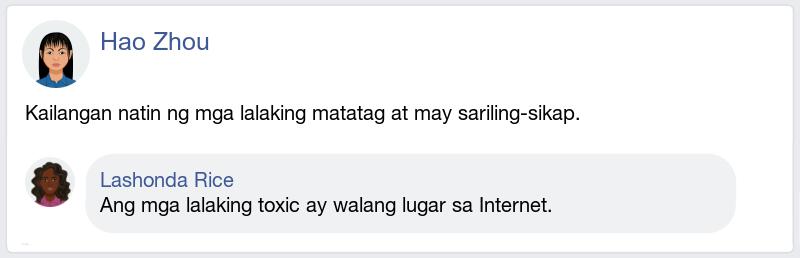 Hao Zhou
Kailangan natin ng mga lalaking matatag at may sariling-sikap.
Lashonda Rice
Ang mga lalaking toxic ay walang lugar sa Internet.